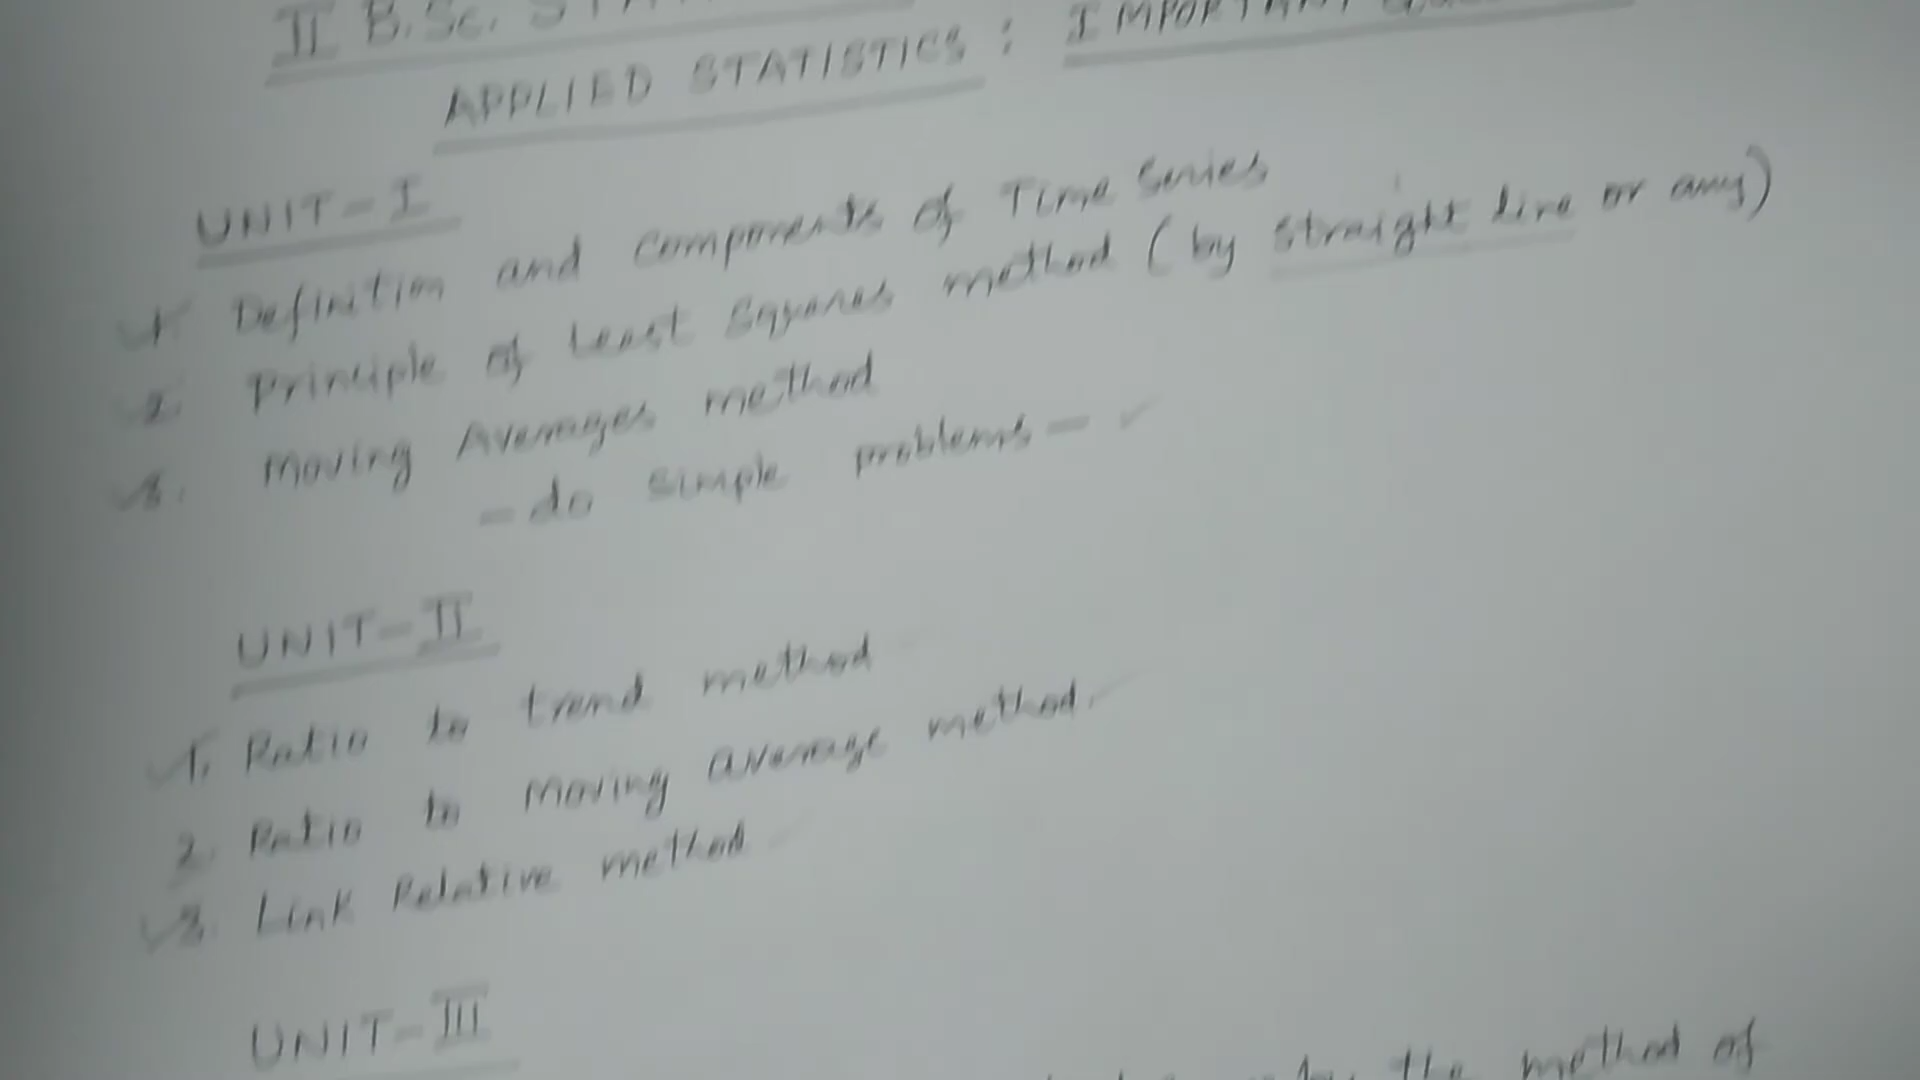 II B.Sc.
APPLIED STATISTICS : IMPORTANT
UNIT-I
1. Definition and Components of Time Series
2. Principle of Least Squares method (by straight line or any)
3. Moving Averages method
- do simple problems -
UNIT-II
1. Ratio to trend method
2. Ratio to moving average method.
3. Link Relative method
UNIT-III
the method of